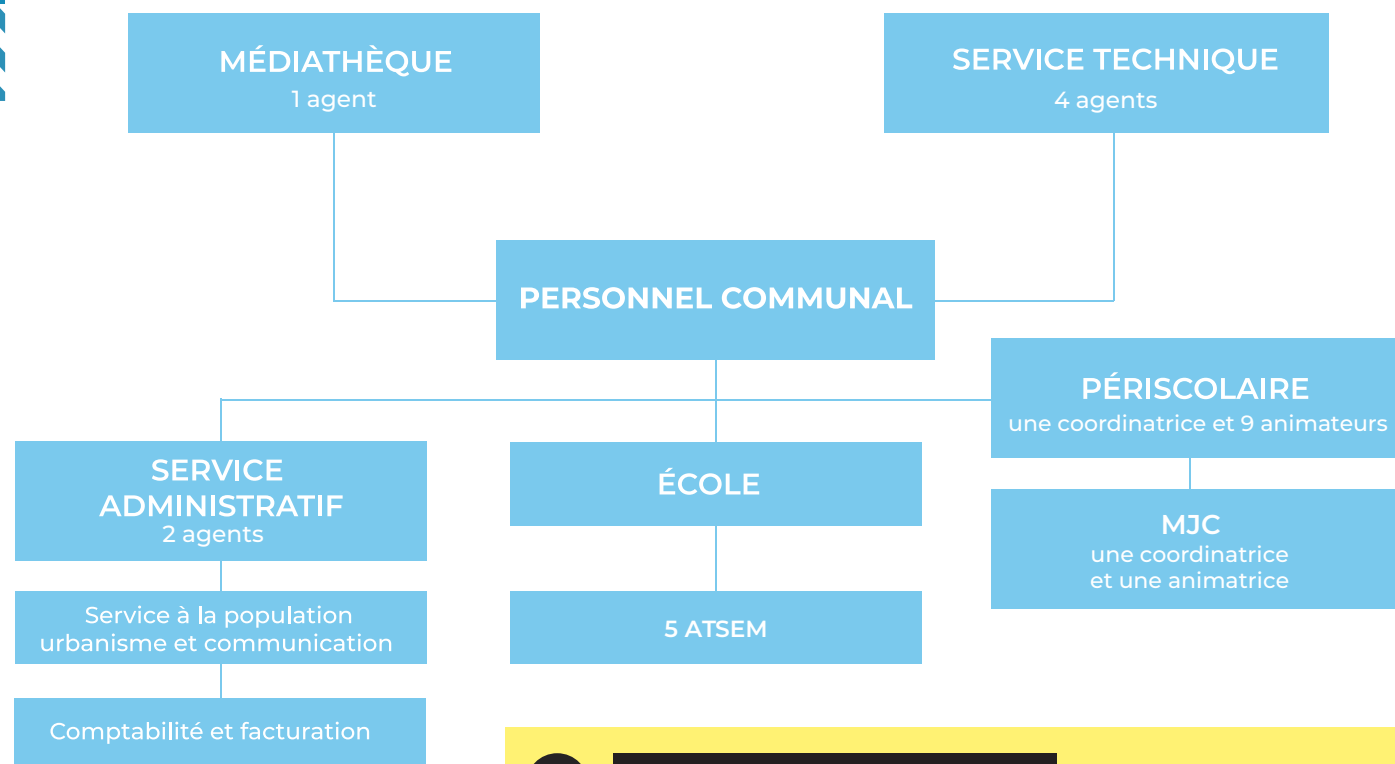 MÉDIATHÈQUE
1 agent
SERVICE TECHNIQUE
4 agents
PERSONNEL COMMUNAL
PÉRISCOLAIRE
une coordinatrice et 9 animateurs
SERVICE
ADMINISTRATIF
2 agents
ÉCOLE
MJC
une coordinatrice
et une animatrice
Service à la population
urbanisme et communication
5 ATSEM
Comptabilité et facturation